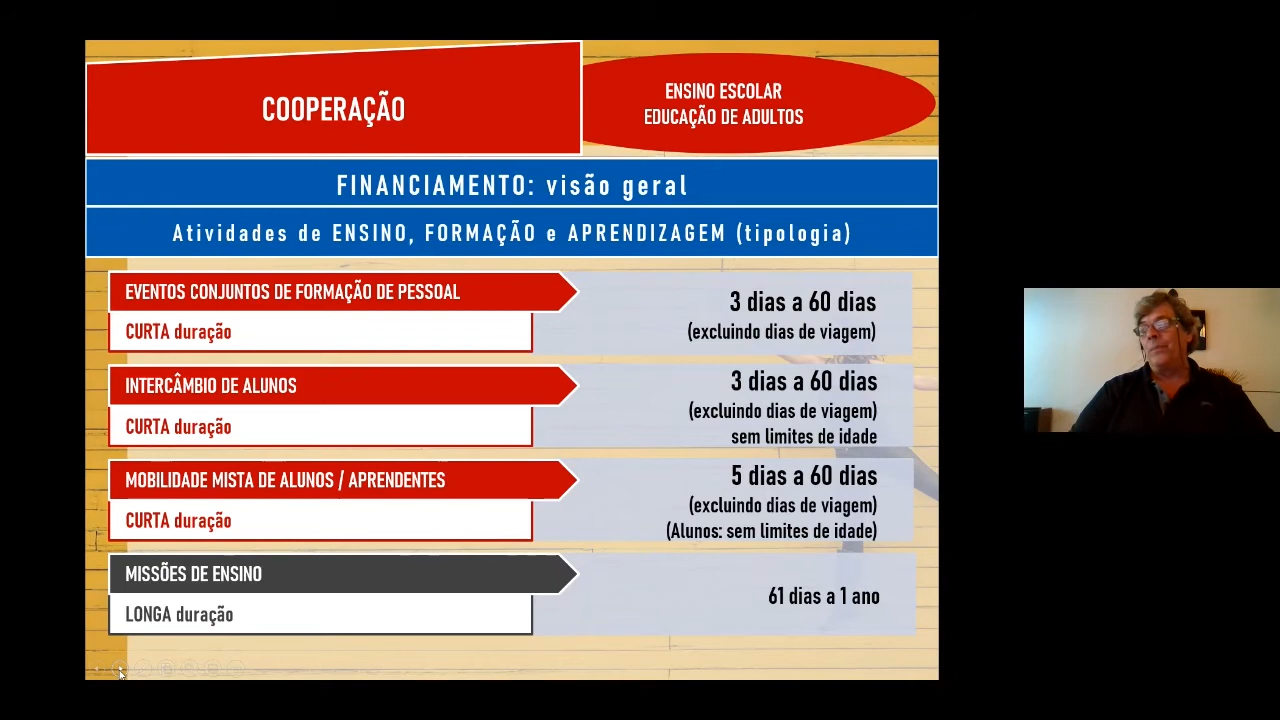 COOPERAÇÃO
ENSINO ESCOLAR
EDUCAÇÃO DE ADULTOS
FINANCIAMENTO: visão geral
Atividades de ENSINO, FORMAÇÃO e APRENDIZAGEM (tipologia)
EVENTOS CONJUNTOS DE FORMAÇÃO DE PESSOAL
CURTA duração
3 dias a 60 dias
(excluindo dias de viagem)
INTERCÂMBIO DE ALUNOS
CURTA duração
3 dias a 60 dias
(excluindo dias de viagem)
sem limites de idade
MOBILIDADE MISTA DE ALUNOS / APRENDENTES
CURTA duração
5 dias a 60 dias
(excluindo dias de viagem)
(Alunos: sem limites de idade)
MISSÕES DE ENSINO
LONGA duração
61 dias a 1 ano